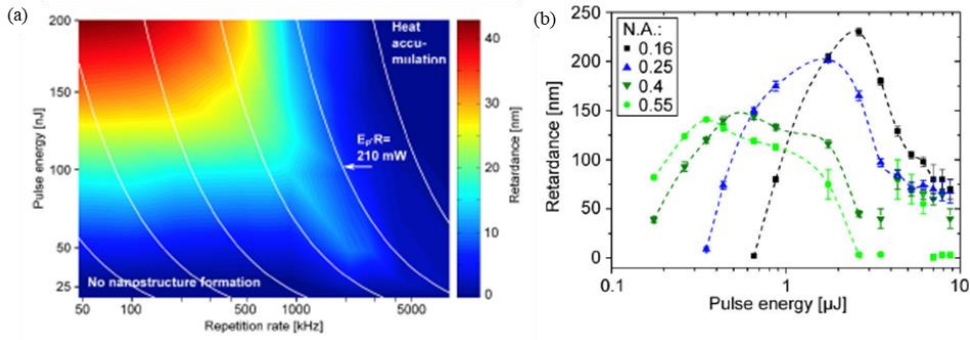 (a)
200
150
100
50
25
Pulse energy [nJ]
Heat
accu-
mulation
Eₚ·R=
210 mW
No nanostructure formation
50
100
500
1000
5000
Repetition rate [kHz]
40
30
20
10
0
Retardance [nm]
(b)
250
200
150
100
50
0
Retardance [nm]
N.A.:
0.16
0.25
0.4
0.55
0.1
1
10
Pulse energy [µJ]